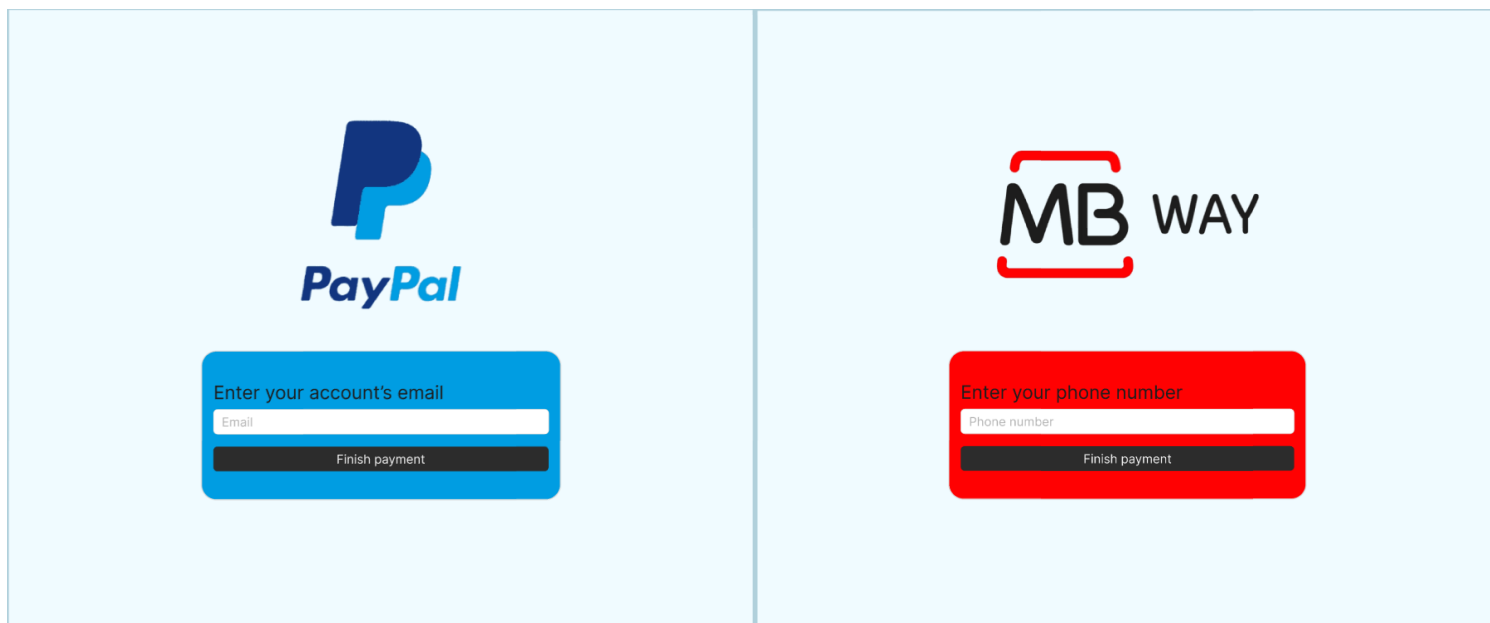 PayPal
Enter your account's email
Email
Finish payment
MB WAY
Enter your phone number
Phone number
Finish payment